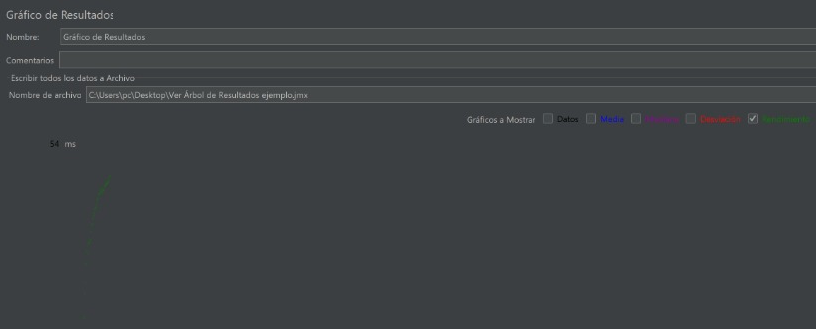 Gráfico de Resultados
Nombre: Gráfico de Resultados
Comentarios
Escribir todos los datos a Archivo
Nombre de archivo C:\Users\pc\Desktop\Ver Árbol de Resultados ejemplo.jmx
Gráficos a Mostrar Datos Media Desviación Rendimiento
54 ms